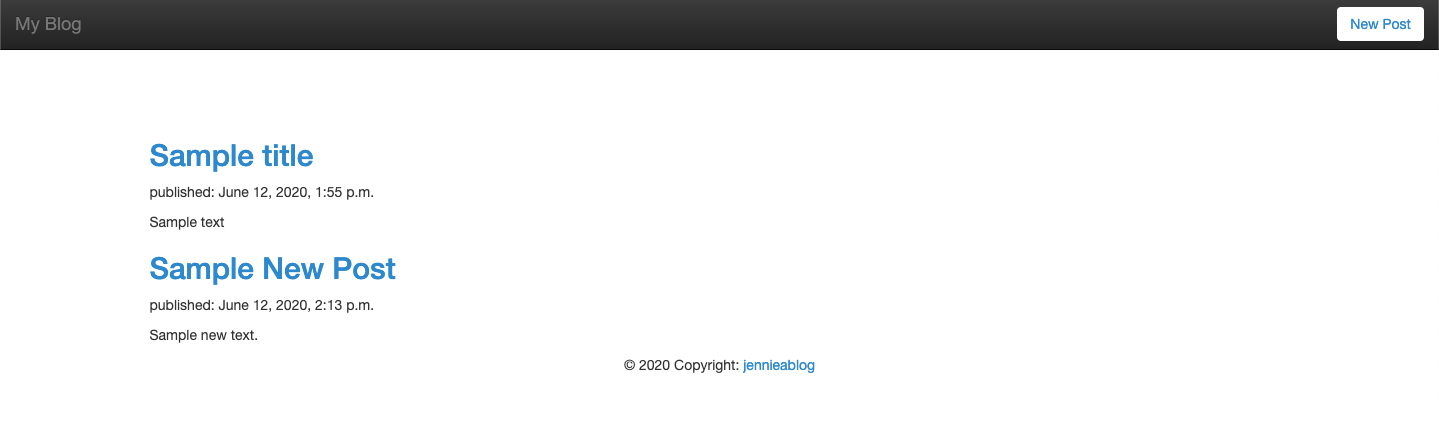 My Blog
New Post
Sample title
published: June 12, 2020, 1:55 p.m.
Sample text
Sample New Post
published: June 12, 2020, 2:13 p.m.
Sample new text.
© 2020 Copyright: jennieablog